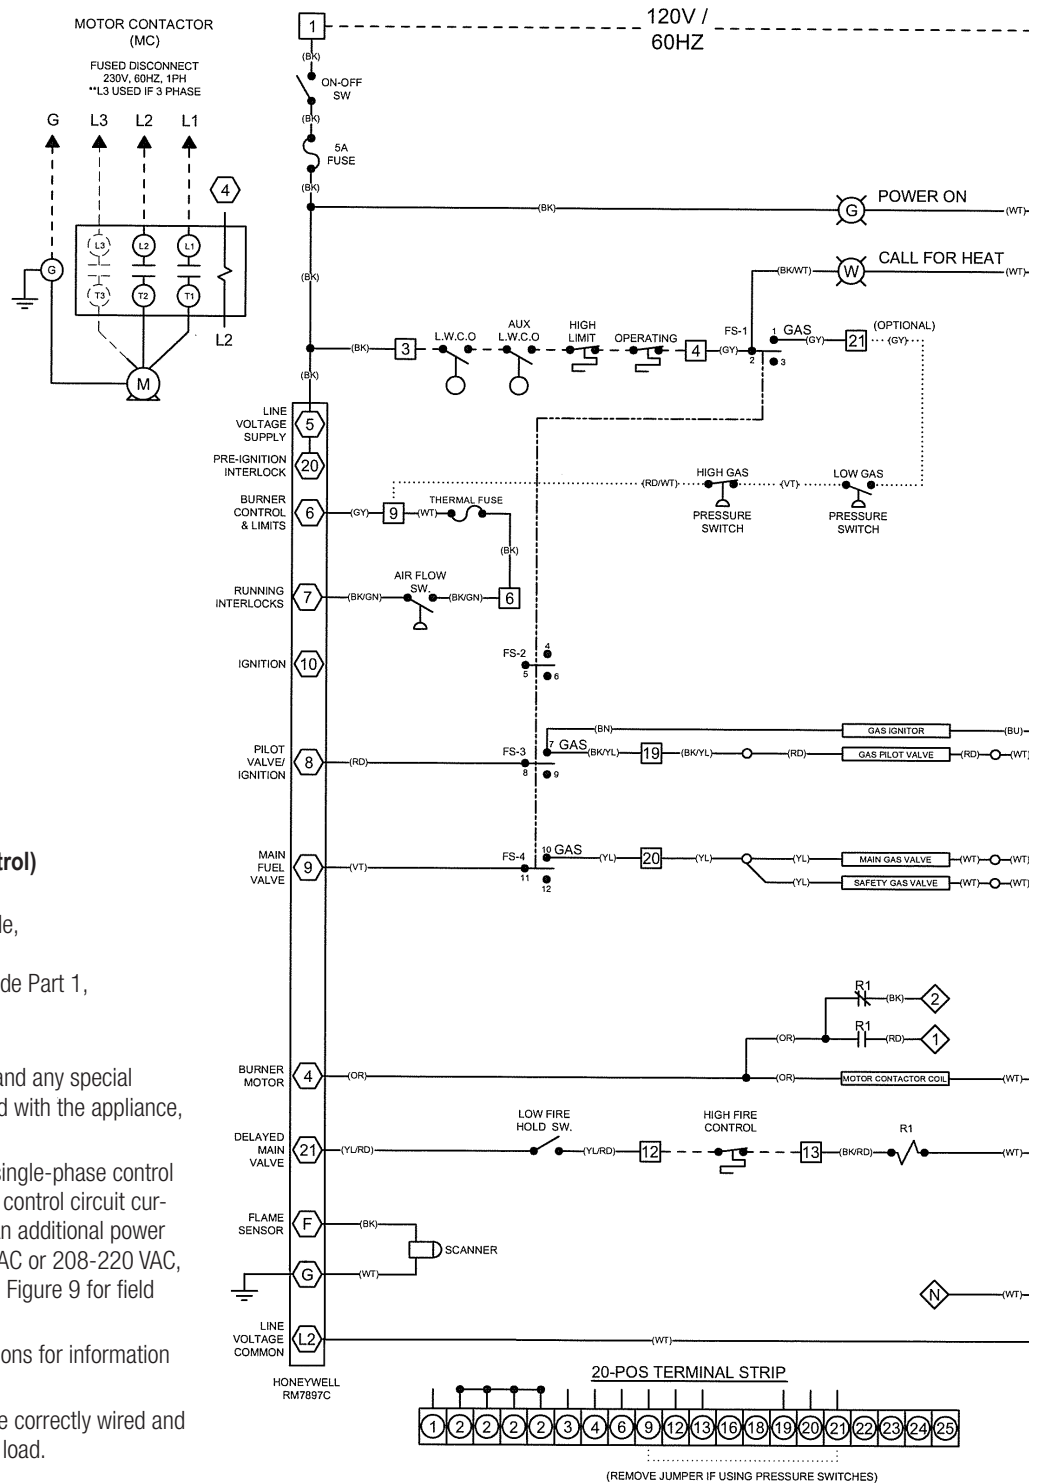 MOTOR CONTACTOR
(MC)
FUSED DISCONNECT
230V, 60HZ, 1PH
**L3 USED IF 3 PHASE
G L3 L2 L1
4
L3 L2 L1
G
T3 T2 T1
L2
M
1
120V /
60HZ
(BK)
ON-OFF
SW
(BK)
5A
FUSE
(BK)
(BK) G POWER ON (WT)
(BK)
(BK/WT) W CALL FOR HEAT (WT)
(BK) 3 L.W.C.O AUX
L.W.C.O HIGH
LIMIT OPERATING 4 (GY) FS-1 2 1 GAS 3 (GY) 21 (OPTIONAL)
(GY)
(BK)
LINE
VOLTAGE
SUPPLY
5
PRE-IGNITION
INTERLOCK
20
(RD/WT) HIGH GAS
PRESSURE
SWITCH
(VT) LOW GAS
PRESSURE
SWITCH
BURNER
CONTROL
& LIMITS
6 (GY) 9 (WT) THERMAL FUSE
(BK)
RUNNING
INTERLOCKS
7 (BK/GN) AIR FLOW
SW.
(BK/GN) 6
IGNITION 10 FS-2 4 5 6
(BN) GAS IGNITOR (BU)
PILOT
VALVE/
IGNITION
8 (RD) FS-3 8 7 GAS 9 (BK/YL) 19 (BK/YL) (RD) GAS PILOT VALVE (RD) (WT)
MAIN
FUEL
VALVE
9 (VT) FS-4 11 10 GAS 12 (YL) 20 (YL) (YL) MAIN GAS VALVE (WT) (WT)
(YL) SAFETY GAS VALVE (WT) (WT)
R1 (BK) 2
(OR) R1 (RD) 1
BURNER
MOTOR
4 (OR) (OR) MOTOR CONTACTOR COIL (WT)
DELAYED
MAIN
VALVE
21 (YL/RD) LOW FIRE
HOLD SW.
(YL/RD) 12 HIGH FIRE
CONTROL
13 (BK/RD) R1 (WT)
FLAME
SENSOR
F (BK)
SCANNER
G (WT)
N (WT)
LINE
VOLTAGE
COMMON
L2 (WT)
HONEYWELL
RM7897C
20-POS TERMINAL STRIP
1 2 2 2 2 3 4 6 9 12 13 16 18 19 20 21 22 23 24 25
(REMOVE JUMPER IF USING PRESSURE SWITCHES)
trol)
le,
de Part 1,
and any special
d with the appliance,
single-phase control
control circuit cur-
an additional power
AC or 208-220 VAC,
Figure 9 for field
ons for information
e correctly wired and
load.